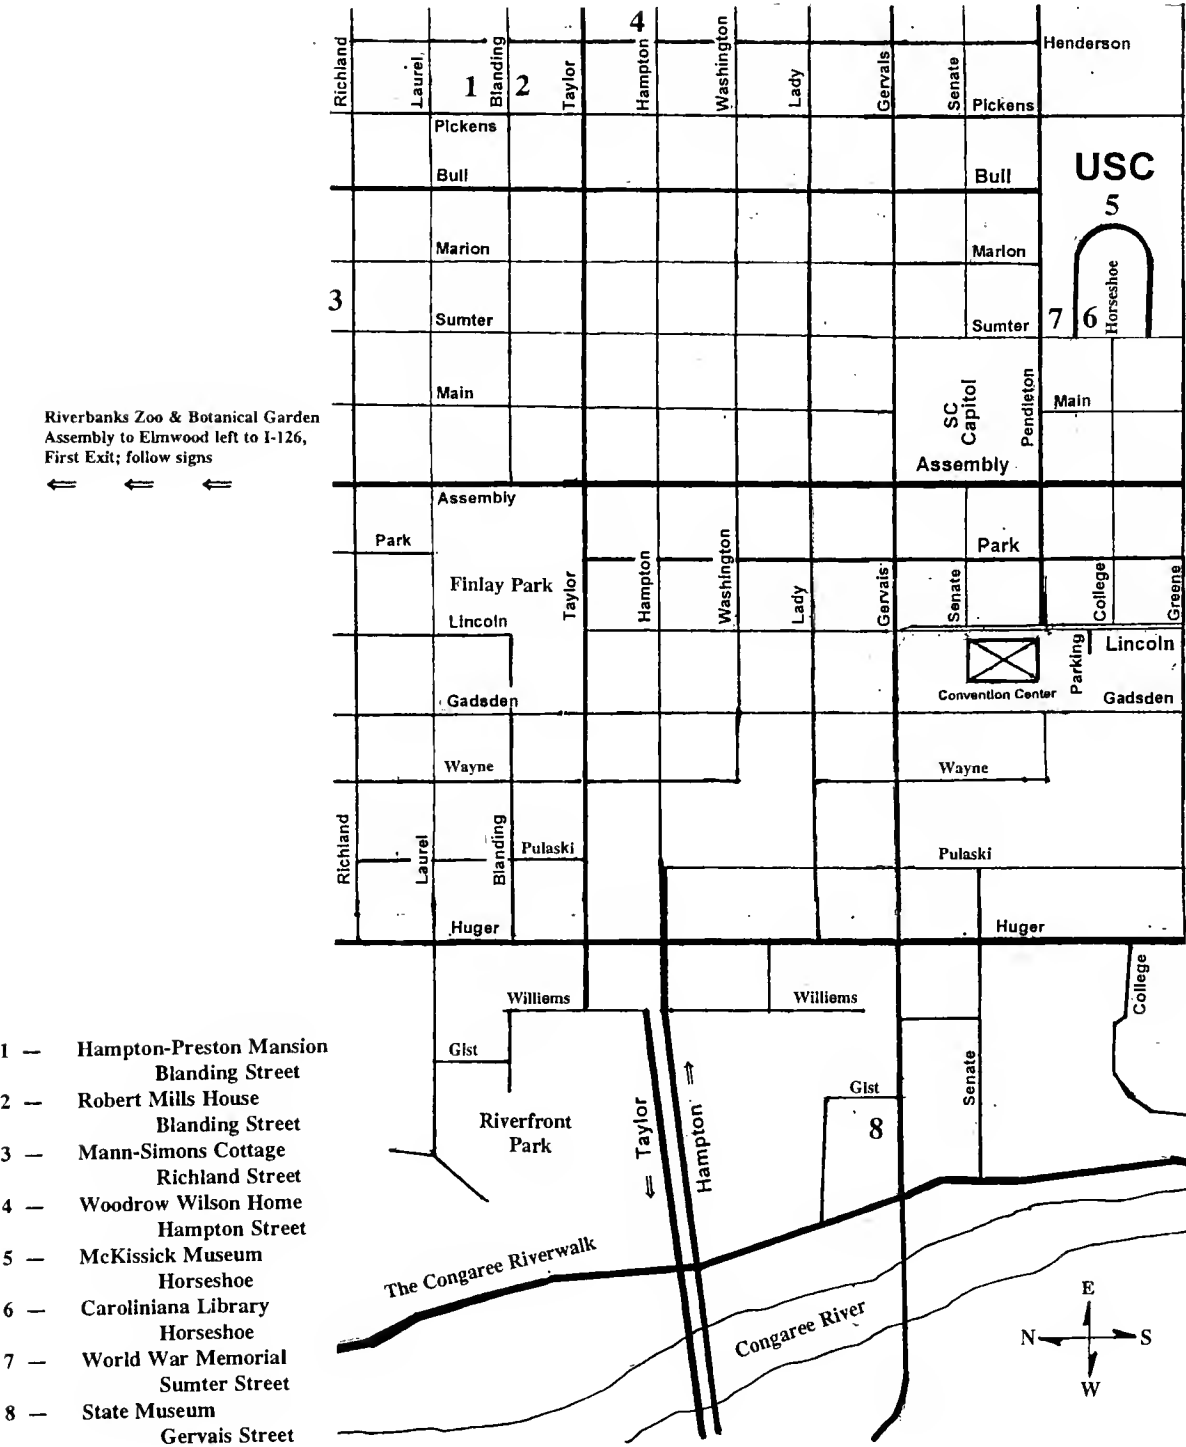 4
Henderson
Richland
Laurel
1
Blanding
2
Taylor
Hampton
Washington
Lady
Gervals
Senate
Pickens
Pickens
Bull
Bull
USC
5
Marion
Marion
Horseshoe
3
Sumter
Sumter
7
6
Main
SC
Capitol
Pendleton
Main
Riverbanks Zoo & Botanical Garden
Assembly to Elmwood left to I-126,
First Exit; follow signs
Assembly
Assembly
Park
Park
Finlay Park
Taylor
Hampton
Washington
Lady
Gervais
Senate
College
Greene
Lincoln
Parking
Lincoln
Convention Center
Gadsden
Gadsden
Wayne
Wayne
Richland
Laurel
Blanding
Pulaski
Pulaski
Huger
Huger
College
Williems
Williems
Gist
Senate
Gist
8
Riverfront
Park
Taylor
Hampton
The Congaree Riverwalk
Congaree River
E
N
S
W
1 — Hampton-Preston Mansion
Blanding Street
2 — Robert Mills House
Blanding Street
3 — Mann-Simons Cottage
Richland Street
4 — Woodrow Wilson Home
Hampton Street
5 — McKissick Museum
Horseshoe
6 — Caroliniana Library
Horseshoe
7 — World War Memorial
Sumter Street
8 — State Museum
Gervais Street